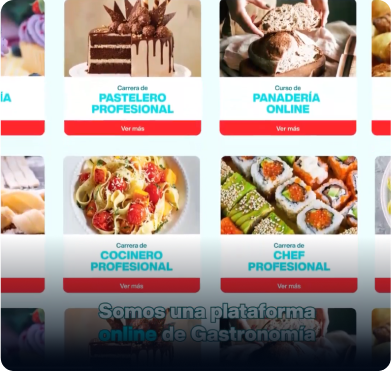 Carrera de
PASTELERO
PROFESIONAL
Ver más
Curso de
PANADERÍA
ONLINE
Ver más
ÍA
Carrera de
COCINERO
PROFESIONAL
Ver más
Carrera de
CHEF
PROFESIONAL
Ver más
Somos una plataforma
online de Gastronomía